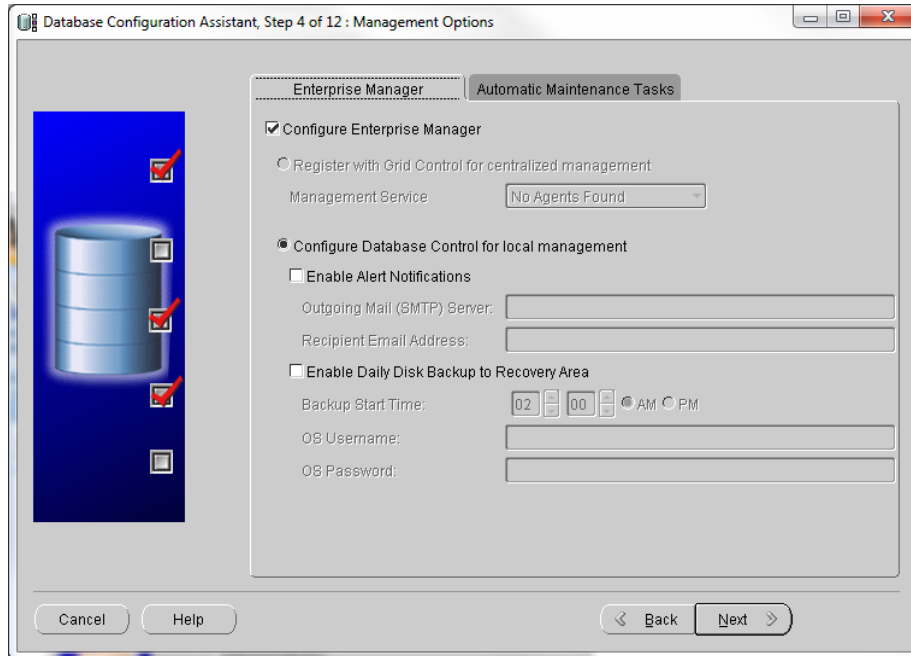 Database Configuration Assistant, Step 4 of 12 : Management Options
Enterprise Manager
Automatic Maintenance Tasks
Configure Enterprise Manager
Register with Grid Control for centralized management
Management Service
No Agents Found
Configure Database Control for local management
Enable Alert Notifications
Outgoing Mail (SMTP) Server:
Recipient Email Address:
Enable Daily Disk Backup to Recovery Area
Backup Start Time:
02
00
AM
PM
OS Username:
OS Password:
Cancel
Help
Back
Next